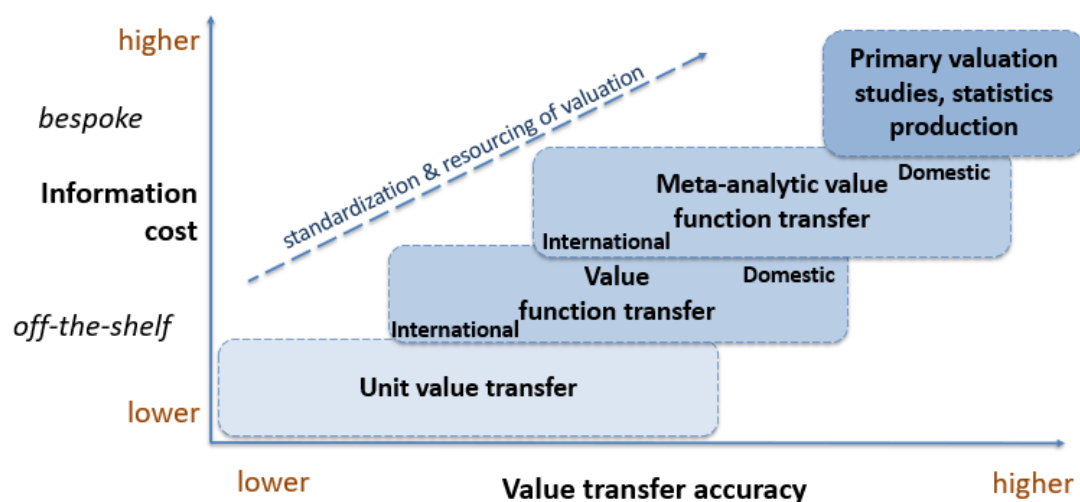 higher
bespoke
Information
cost
off-the-shelf
lower
standardization & resourcing of valuation
Primary valuation
studies, statistics
production
Domestic
Meta-analytic value
function transfer
International
Domestic
Value
function transfer
International
Unit value transfer
lower
Value transfer accuracy
higher